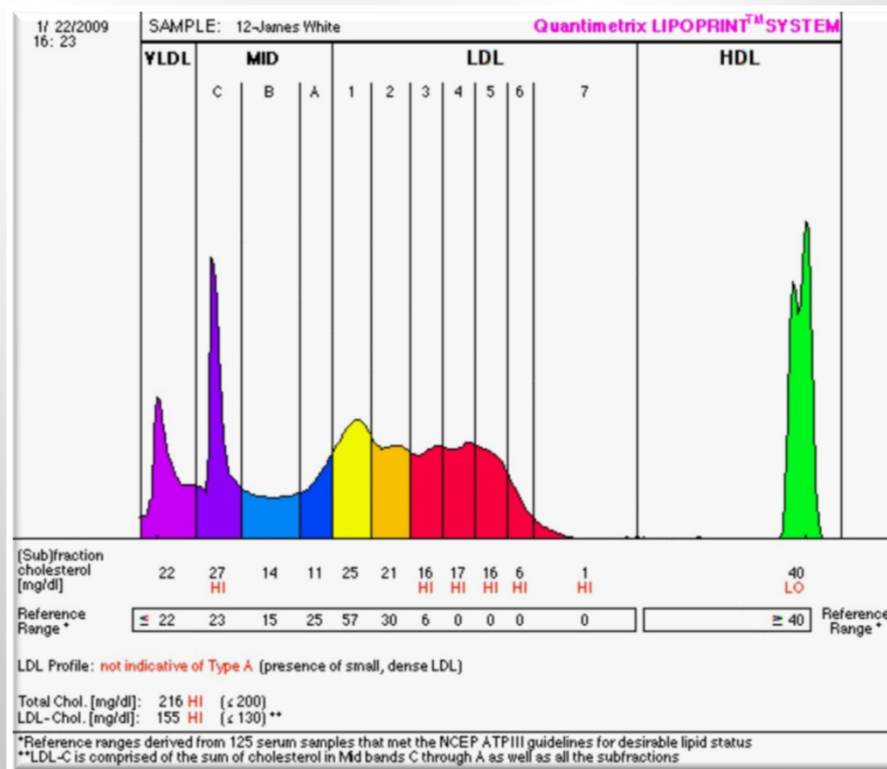 1/ 22/2009
16: 23
SAMPLE: 12-James White
Quantimetrix LIPOPRINT™ SYSTEM
VLDL MID LDL HDL
C B A 1 2 3 4 5 6 7
(Sub)fraction
cholesterol
[mg/dl]
22 27 14 11 25 21 16 17 16 6 1 40
HI HI HI HI HI HI LO
Reference
Range *
≤ 22 23 15 25 57 30 6 0 0 0 0 ≥ 40
Reference
Range *
LDL Profile: not indicative of Type A (presence of small, dense LDL)
Total Chol. [mg/dl]: 216 HI (≤ 200)
LDL-Chol. [mg/dl]: 155 HI (≤ 130) **
*Reference ranges derived from 125 serum samples that met the NCEP ATPIII guidelines for desirable lipid status
**LDL-C is comprised of the sum of cholesterol in Mid bands C through A as well as all the subfractions